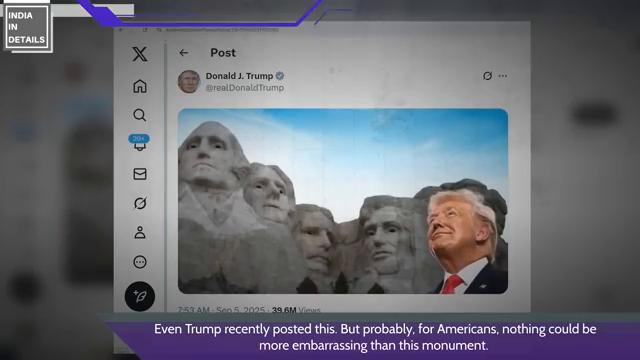 INDIA
IN
DETAILS
Post
Donald J. Trump
@realDonaldTrump
20+
7:53 AM · Sep 5, 2025 · 39.6M Views
Even Trump recently posted this. But probably, for Americans, nothing could be
more embarrassing than this monument.